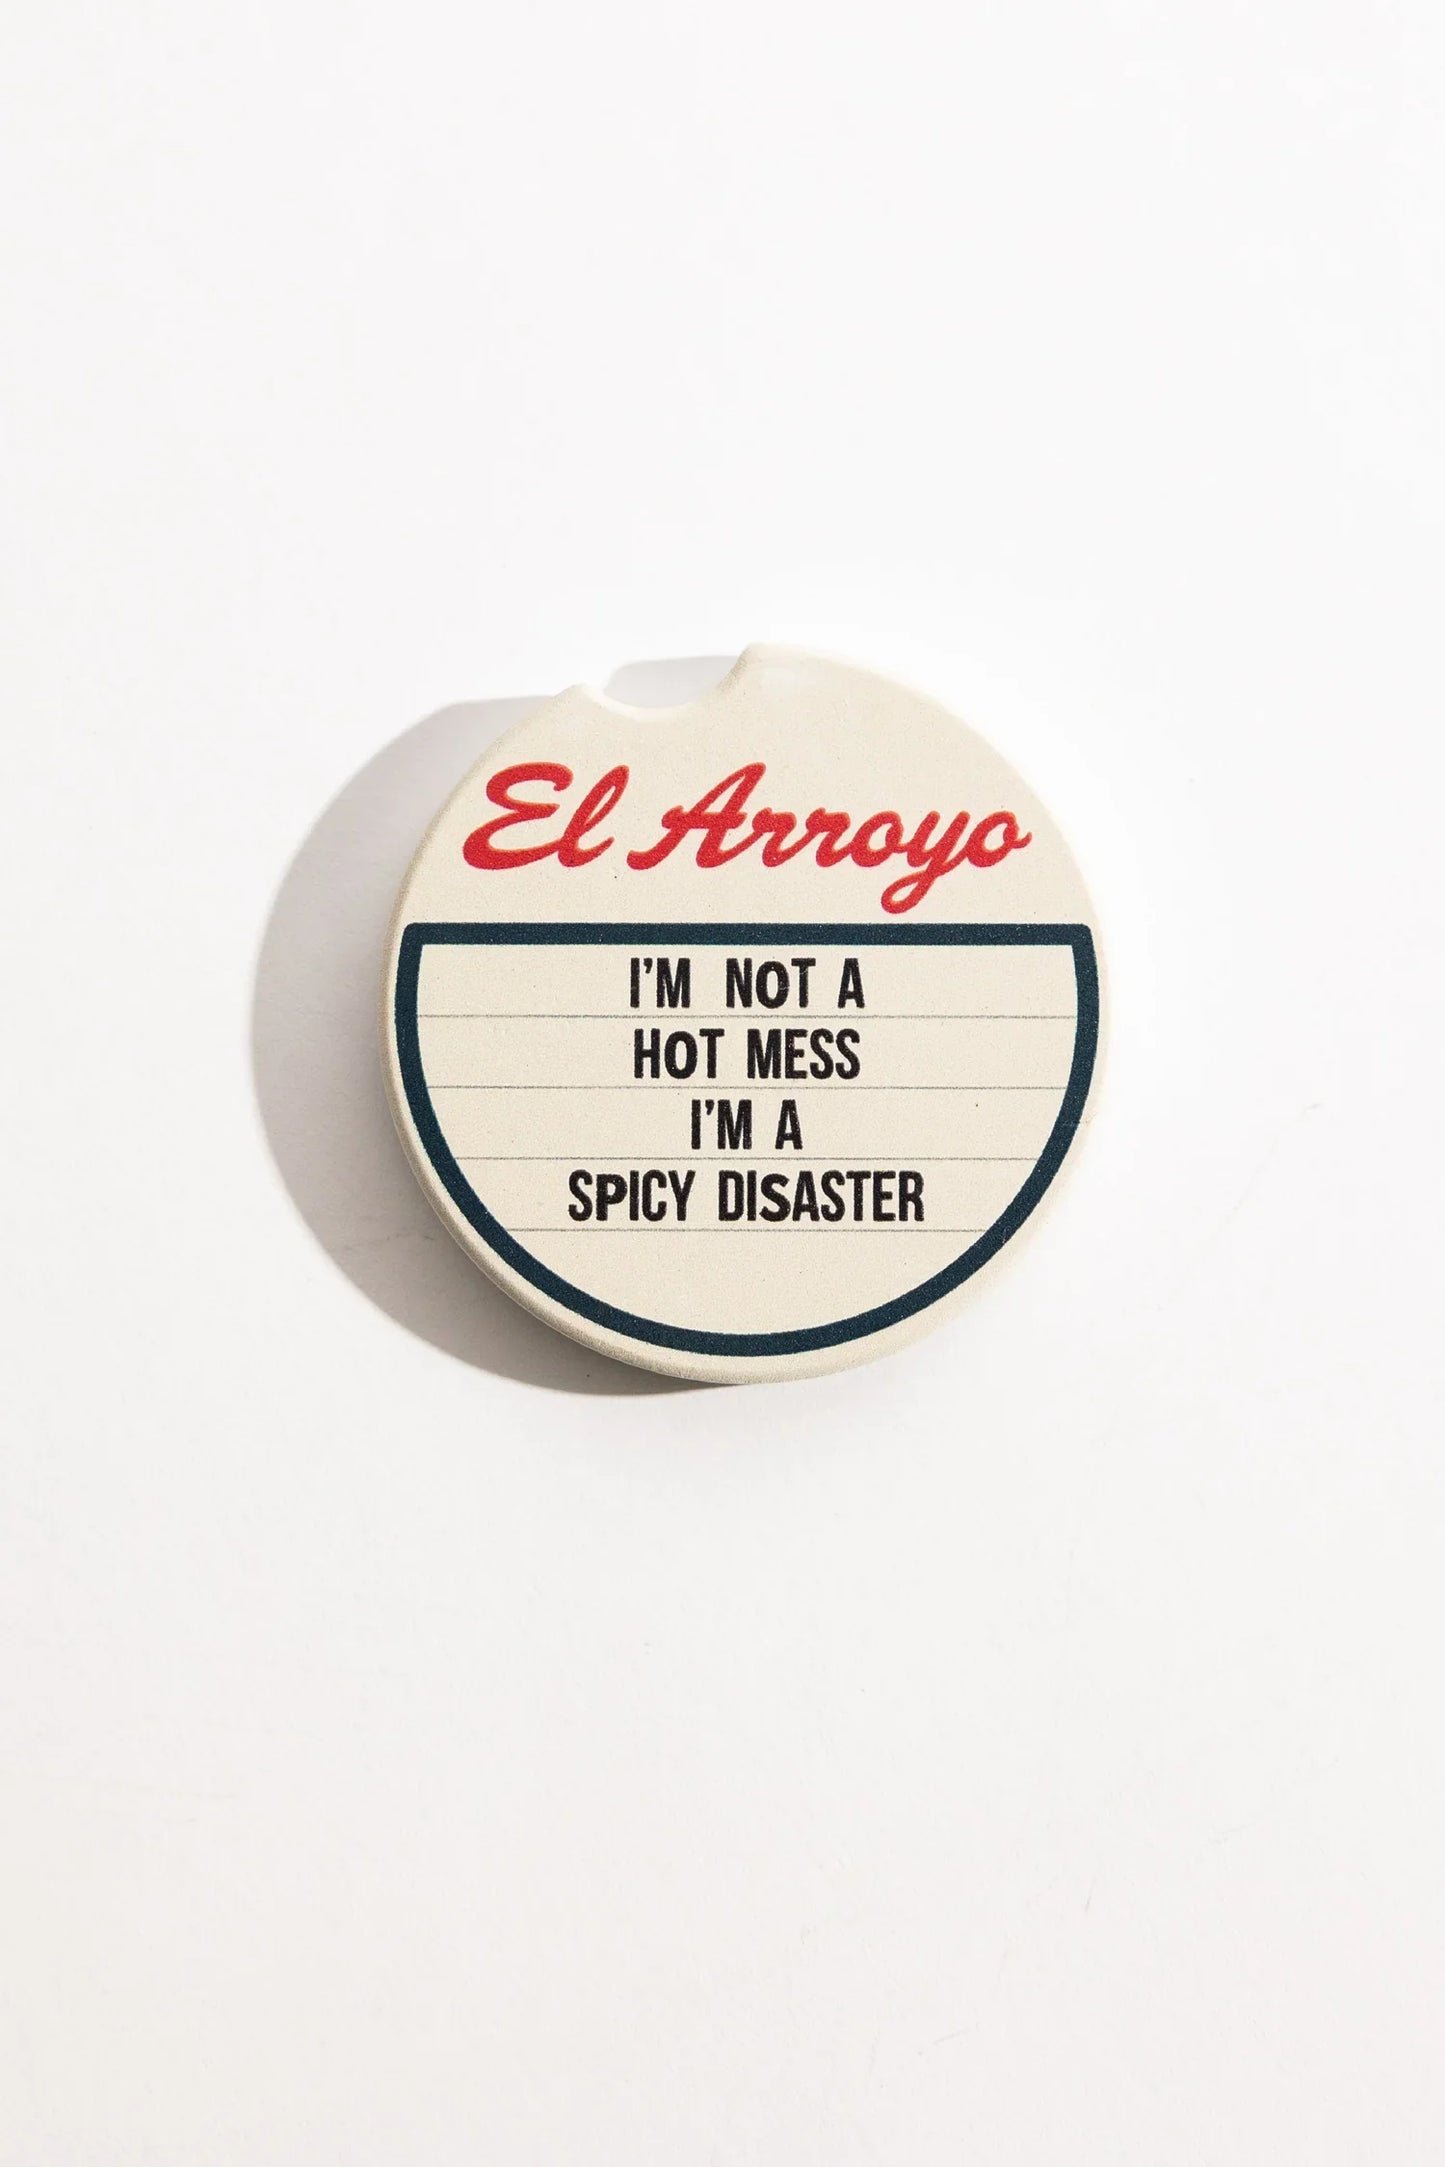 El Arroyo
I'M NOT A
HOT MESS
I'M A
SPICY DISASTER